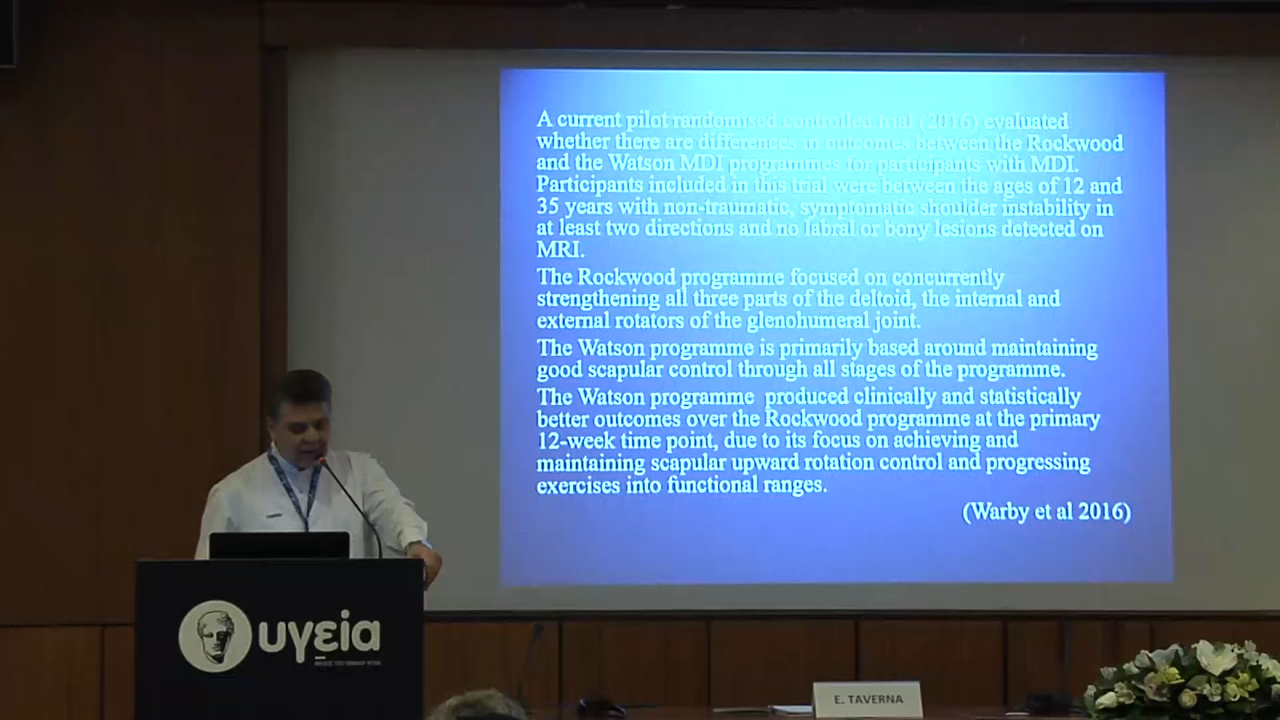 A current pilot randomised controlled trial (2016) evaluated
whether there are differences in outcomes between the Rockwood
and the Watson MDI programmes for participants with MDI.
Participants included in this trial were between the ages of 12 and
35 years with non-traumatic, symptomatic shoulder instability in
at least two directions and no labral or bony lesions detected on
MRI.
The Rockwood programme focused on concurrently
strengthening all three parts of the deltoid, the internal and
external rotators of the glenohumeral joint.
The Watson programme is primarily based around maintaining
good scapular control through all stages of the programme.
The Watson programme produced clinically and statistically
better outcomes over the Rockwood programme at the primary
12-week time point, due to its focus on achieving and
maintaining scapular upward rotation control and progressing
exercises into functional ranges.
(Warby et al 2016)
υγεία
E. TAVERNA